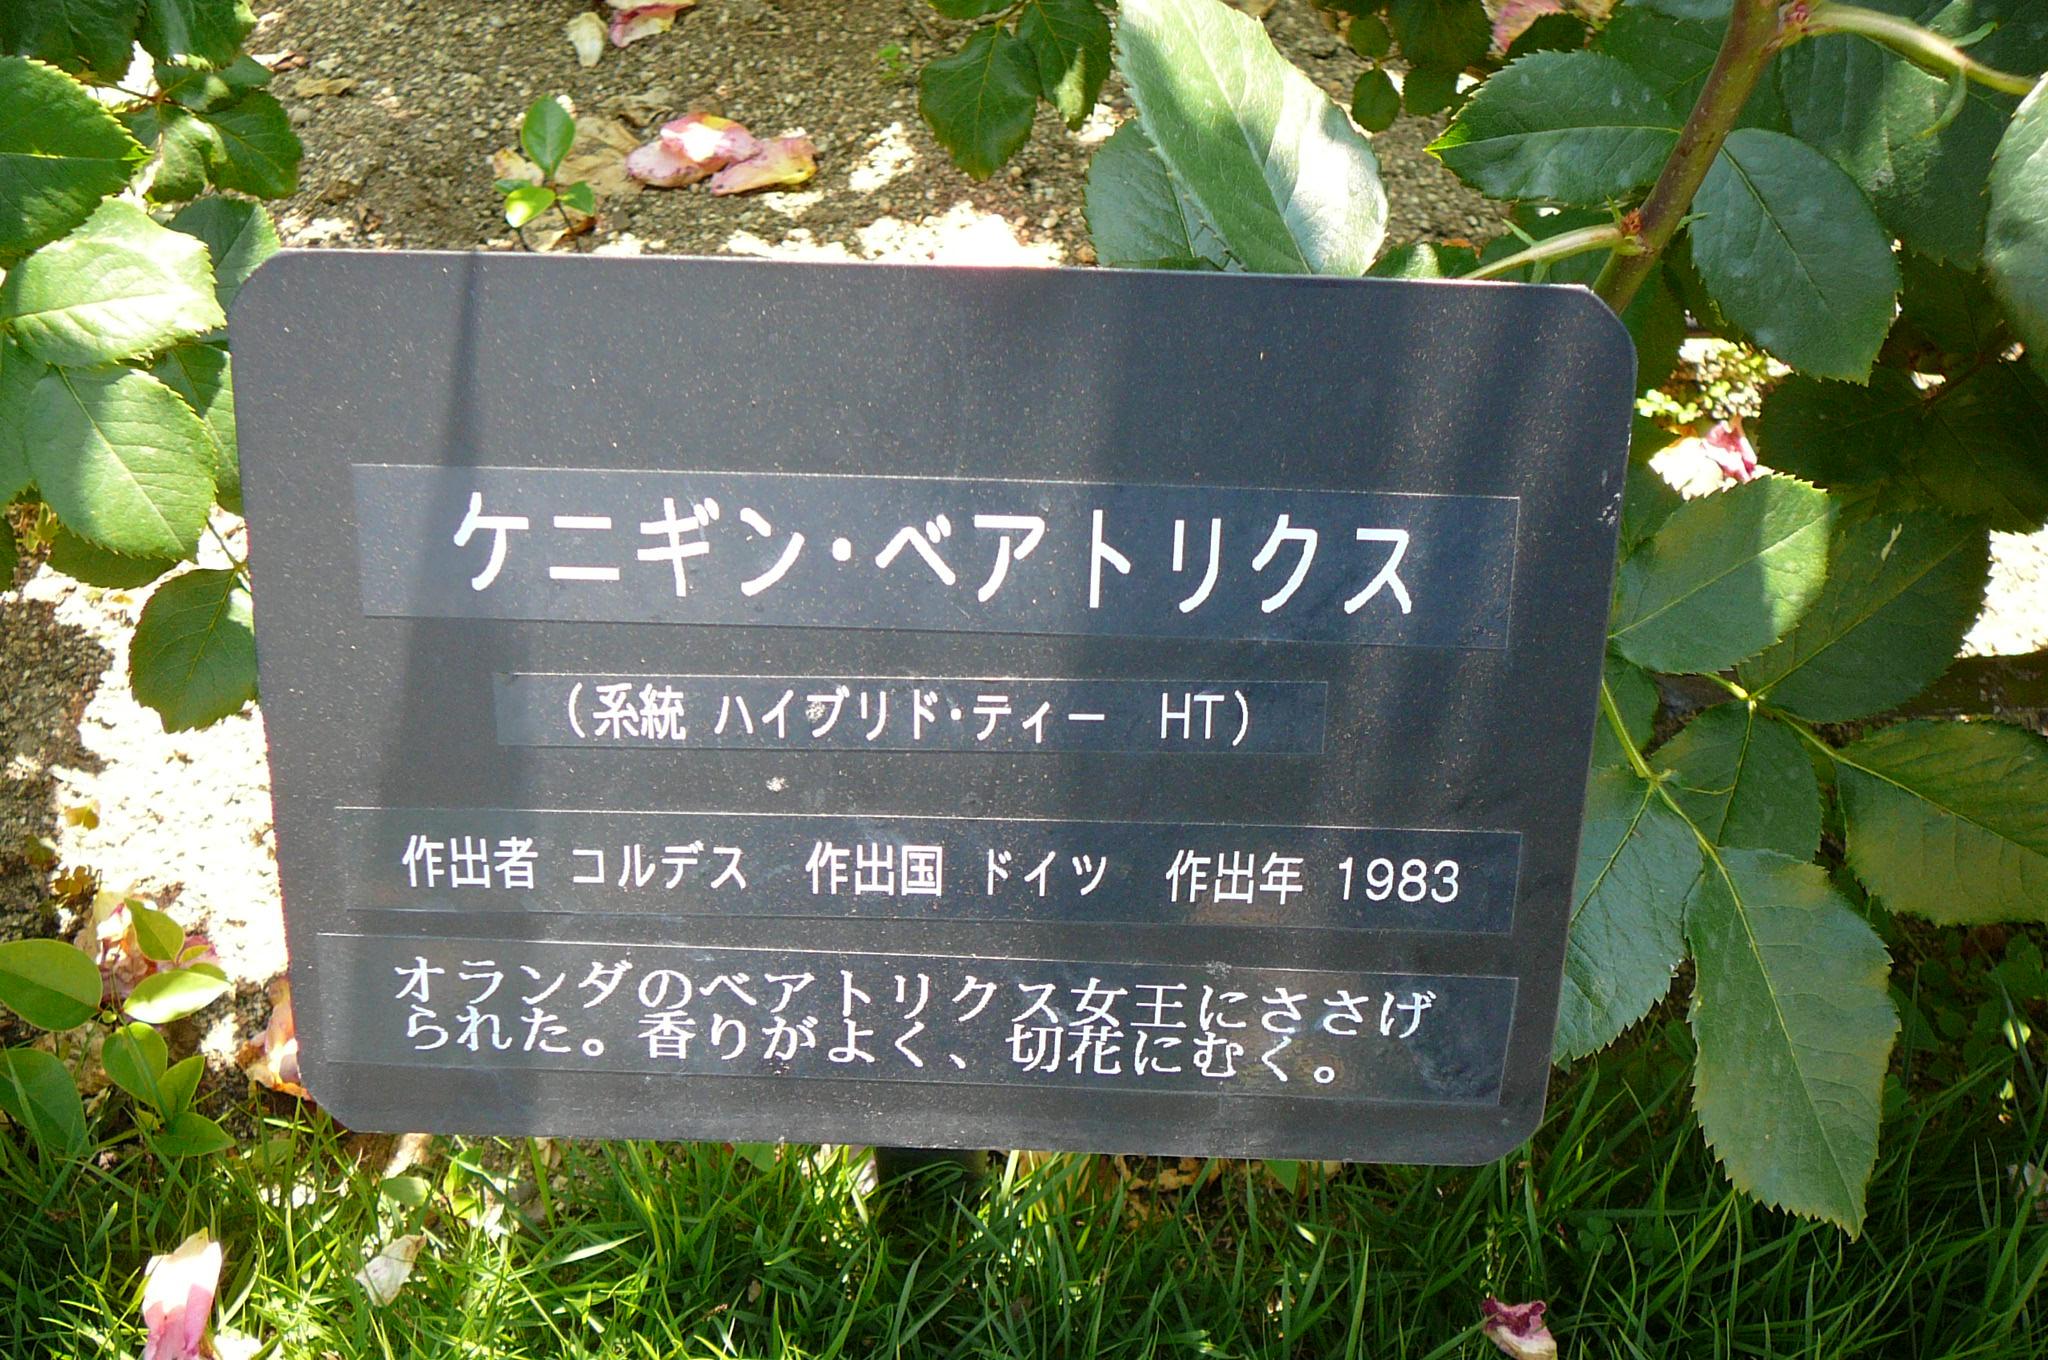 ケニギン・ベアトリクス
(系統 ハイブリド・ティー HT)
作出者 コルデス 作出国 ドイツ 作出年 1983
オランダのベアトリクス女王にささげ
られた。香りがよく、切花にむく。